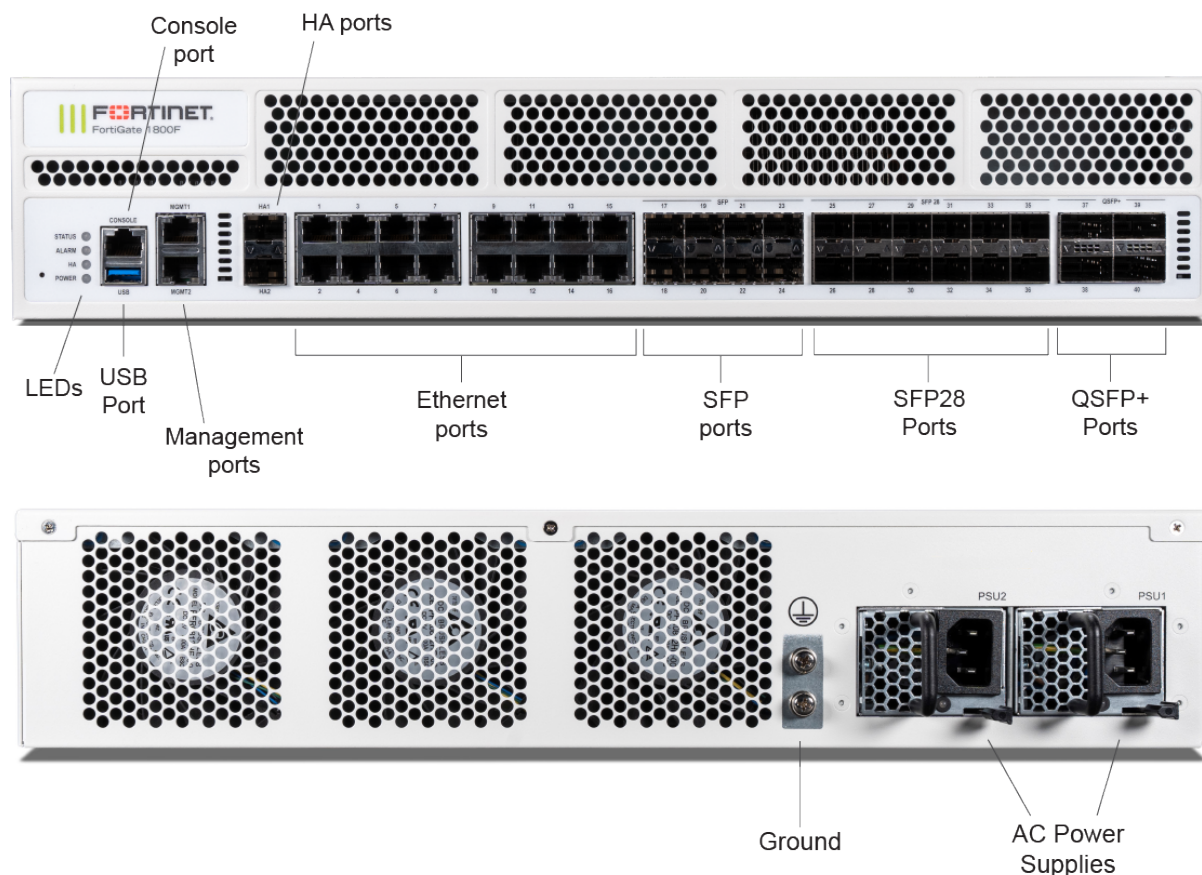 Console
port
HA ports
FORTINET
FortiGate 1800F
MGMT1
HA1
1 3 5 7
9 11 13 15
17 19 SFP 21 23
25 27 29 SFP 28 31 33 35
37 QSFP+ 39
CONSOLE
STATUS
ALARM
HA
POWER
USB
MGMT2
HA2
2 4 6 8
10 12 14 16
18 20 22 24
26 28 30 32 34 36
38 40
LEDs
USB
Port
Management
ports
Ethernet
ports
SFP
ports
SFP28
Ports
QSFP+
Ports
PSU2
PSU1
Ground
AC Power
Supplies